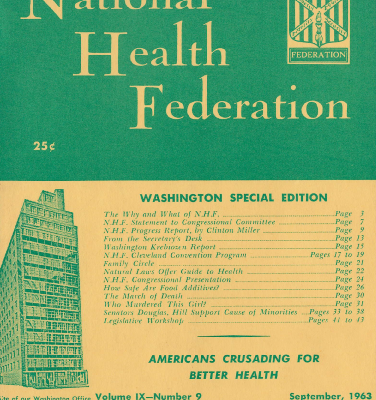 National
Health
Federation
FEDERATION
25¢
WASHINGTON SPECIAL EDITION
The Why and What of N.H.F. Page 3
N.H.F. Statement to Congressional Committee Page 7
N.H.F. Progress Report, by Clinton Miller Page 9
From the Secretary's Desk Page 13
Washington Krebiozen Report Page 15
N.H.F. Cleveland Convention Program Pages 17 to 19
Family Circle Page 21
Natural Laws Offer Guide to Health Page 22
N.H.F. Congressional Presentation Page 24
How Safe Are Food Additives? Page 26
The March of Death Page 30
Who Murdered This Girl? Page 31
Senators Douglas, Hill Support Cause of Minorities Pages 33 to 38
Legislative Workshop Pages 41 to 43
AMERICANS CRUSADING FOR
BETTER HEALTH
Site of our Washington Office Volume IX—Number 9 September, 1963